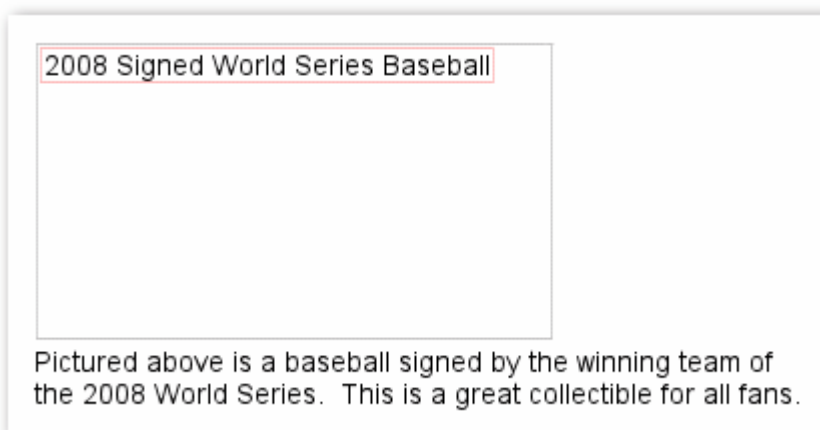 2008 Signed World Series Baseball
Pictured above is a baseball signed by the winning team of
the 2008 World Series.  This is a great collectible for all fans.